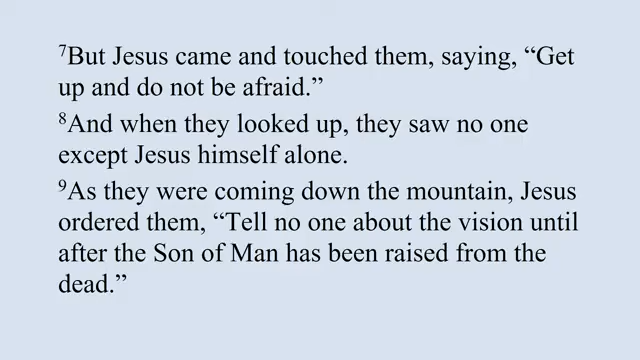 ⁷But Jesus came and touched them, saying, “Get
up and do not be afraid.”
⁸And when they looked up, they saw no one
except Jesus himself alone.
⁹As they were coming down the mountain, Jesus
ordered them, “Tell no one about the vision until
after the Son of Man has been raised from the
dead.”